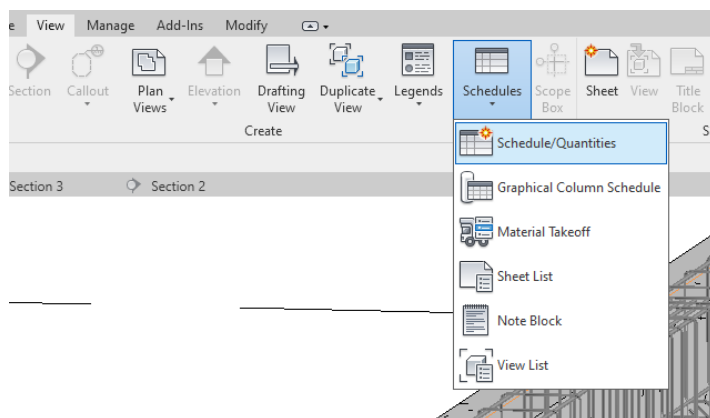 e View Manage Add-Ins Modify
Section Callout Plan Views Elevation Drafting View Duplicate View Legends Schedules Scope Box Sheet View Title Block
Create S
Section 3 Section 2
Schedule/Quantities
Graphical Column Schedule
Material Takeoff
Sheet List
Note Block
View List